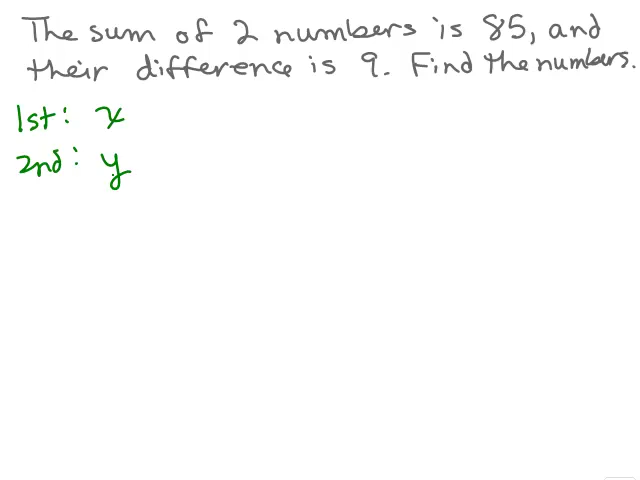 The sum of 2 numbers is 85, and
their difference is 9. Find the numbers.
1st: x
2nd: y